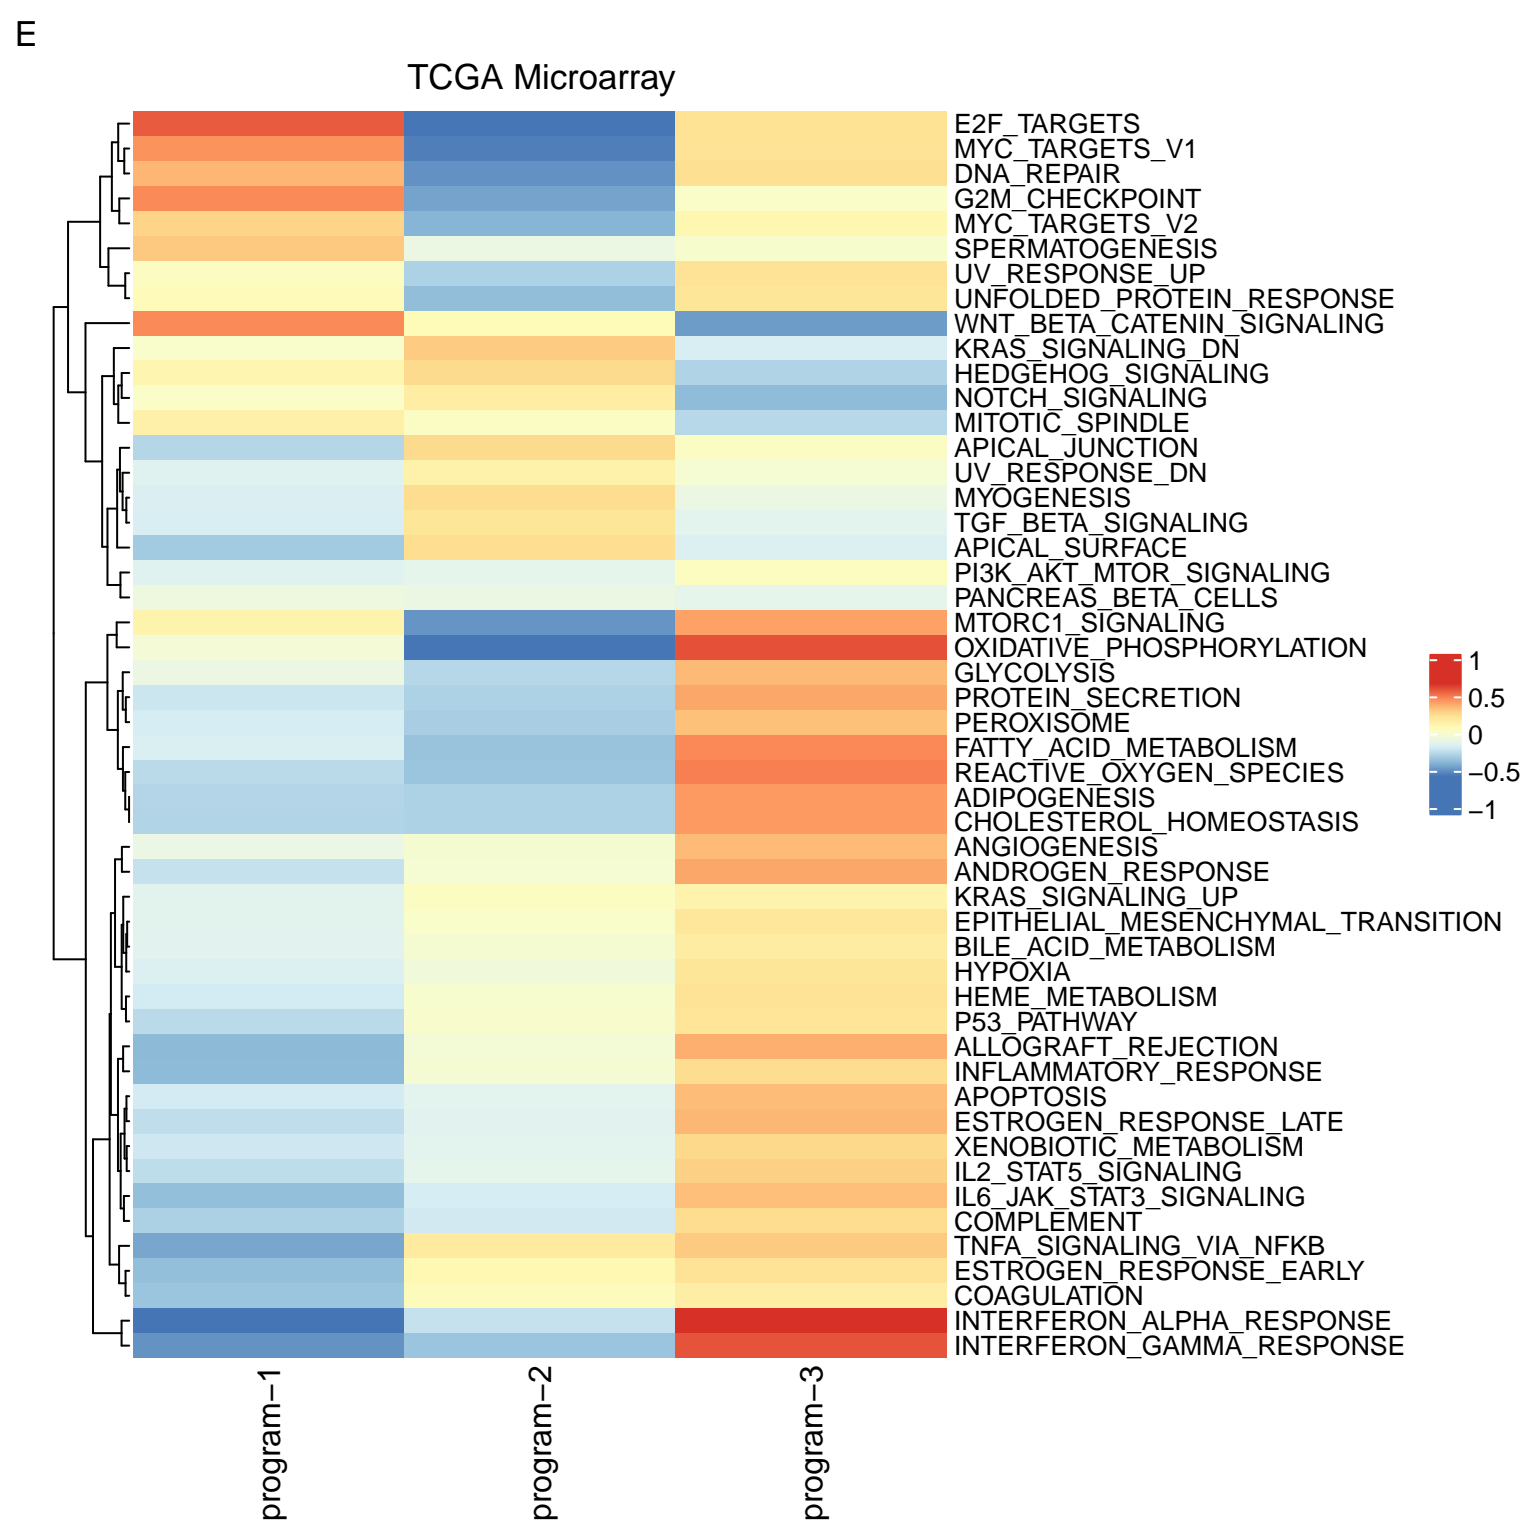 E
TCGA Microarray
E2F_TARGETS
MYC_TARGETS_V1
DNA_REPAIR
G2M_CHECKPOINT
MYC_TARGETS_V2
SPERMATOGENESIS
UV_RESPONSE_UP
UNFOLDED_PROTEIN_RESPONSE
WNT_BETA_CATENIN_SIGNALING
KRAS_SIGNALING_DN
HEDGEHOG_SIGNALING
NOTCH_SIGNALING
MITOTIC_SPINDLE
APICAL_JUNCTION
UV_RESPONSE_DN
MYOGENESIS
TGF_BETA_SIGNALING
APICAL_SURFACE
PI3K_AKT_MTOR_SIGNALING
PANCREAS_BETA_CELLS
MTORC1_SIGNALING
OXIDATIVE_PHOSPHORYLATION
GLYCOLYSIS
PROTEIN_SECRETION
PEROXISOME
FATTY_ACID_METABOLISM
REACTIVE_OXYGEN_SPECIES
ADIPOGENESIS
CHOLESTEROL_HOMEOSTASIS
ANGIOGENESIS
ANDROGEN_RESPONSE
KRAS_SIGNALING_UP
EPITHELIAL_MESENCHYMAL_TRANSITION
BILE_ACID_METABOLISM
HYPOXIA
HEME_METABOLISM
P53_PATHWAY
ALLOGRAFT_REJECTION
INFLAMMATORY_RESPONSE
APOPTOSIS
ESTROGEN_RESPONSE_LATE
XENOBIOTIC_METABOLISM
IL2_STAT5_SIGNALING
IL6_JAK_STAT3_SIGNALING
COMPLEMENT
TNFA_SIGNALING_VIA_NFKB
ESTROGEN_RESPONSE_EARLY
COAGULATION
INTERFERON_ALPHA_RESPONSE
INTERFERON_GAMMA_RESPONSE
1
0.5
0
−0.5
−1
program−1
program−2
program−3